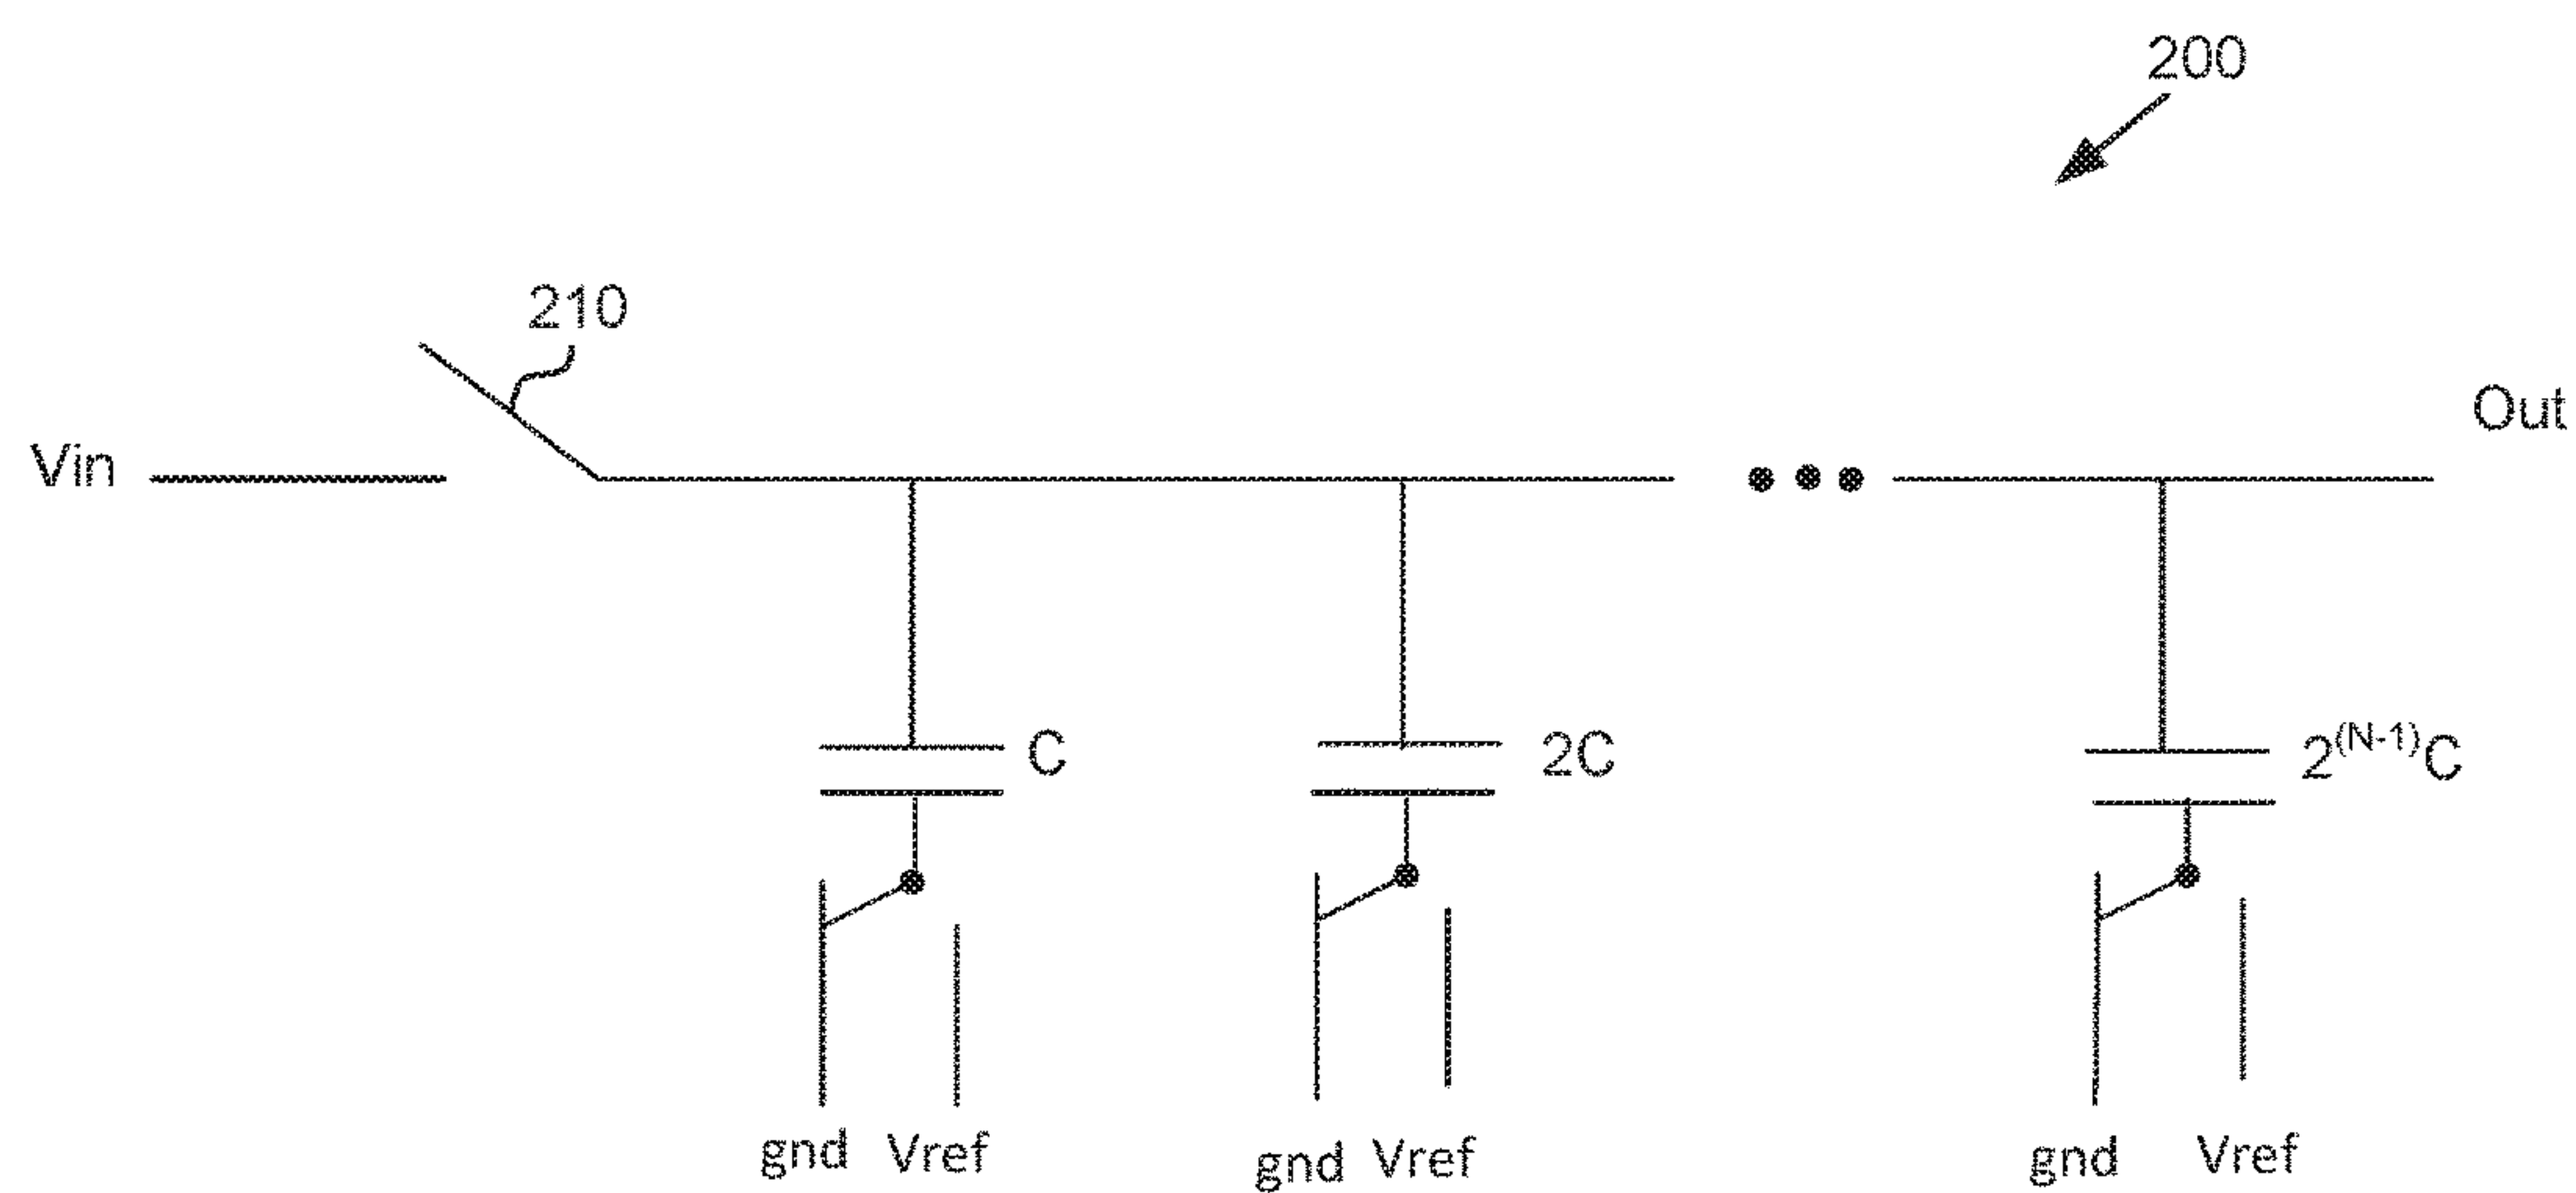 200
210
Out
Vin
C
2C
2^(N-1)C
gnd Vref
gnd Vref
gnd Vref